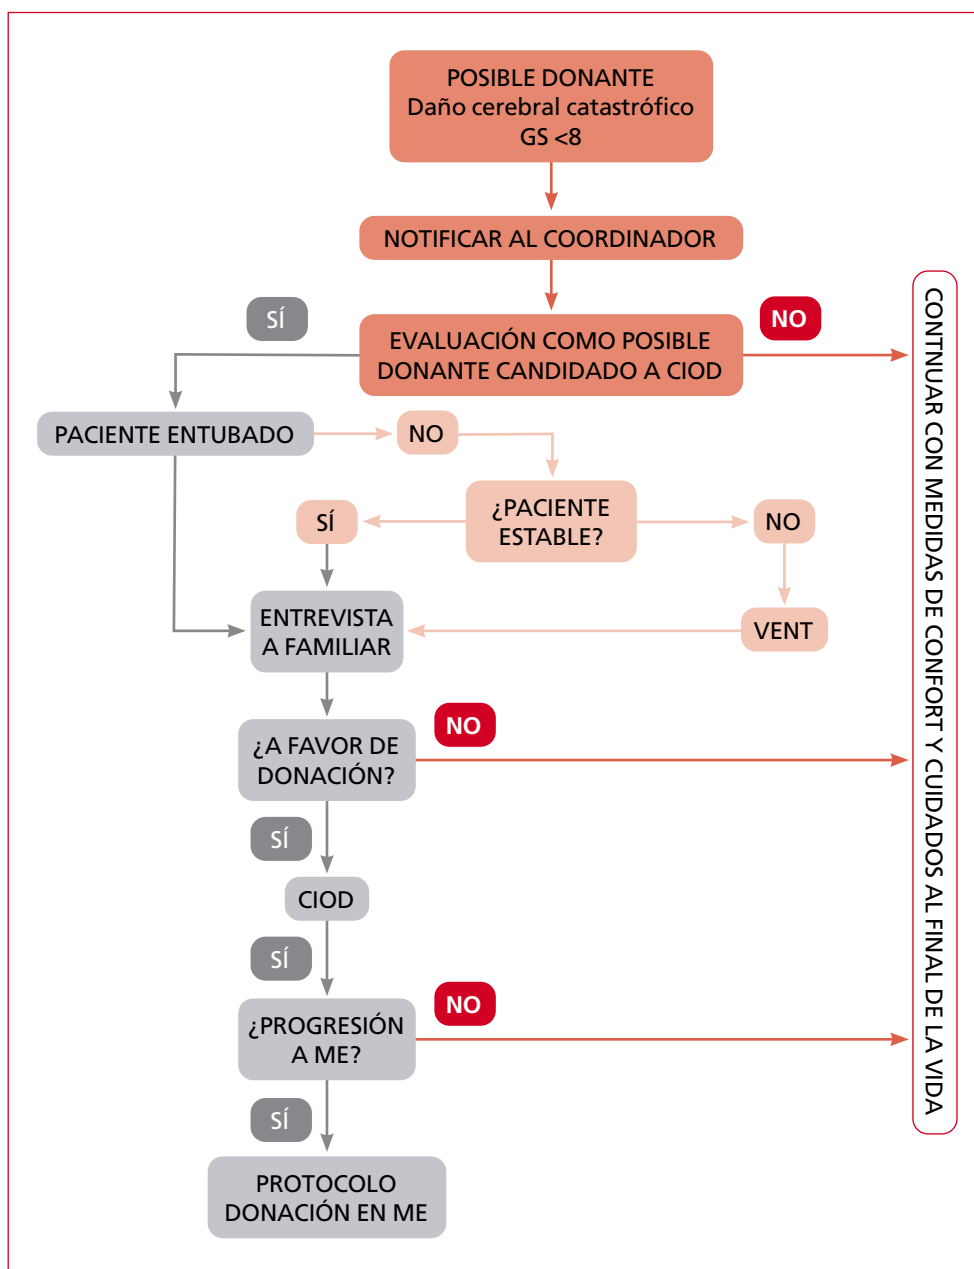 POSIBLE DONANTE
Daño cerebral catastrófico
GS <8
NOTIFICAR AL COORDINADOR
SÍ
EVALUACIÓN COMO POSIBLE
DONANTE CANDIDADO A CIOD
NO
PACIENTE ENTUBADO
NO
¿PACIENTE
ESTABLE?
SÍ
NO
ENTREVISTA
A FAMILIAR
VENT
¿A FAVOR DE
DONACIÓN?
NO
SÍ
CIOD
SÍ
¿PROGRESIÓN
A ME?
NO
SÍ
PROTOCOLO
DONACIÓN EN ME
CONTNUAR CON MEDIDAS DE CONFORT Y CUIDADOS AL FINAL DE LA VIDA